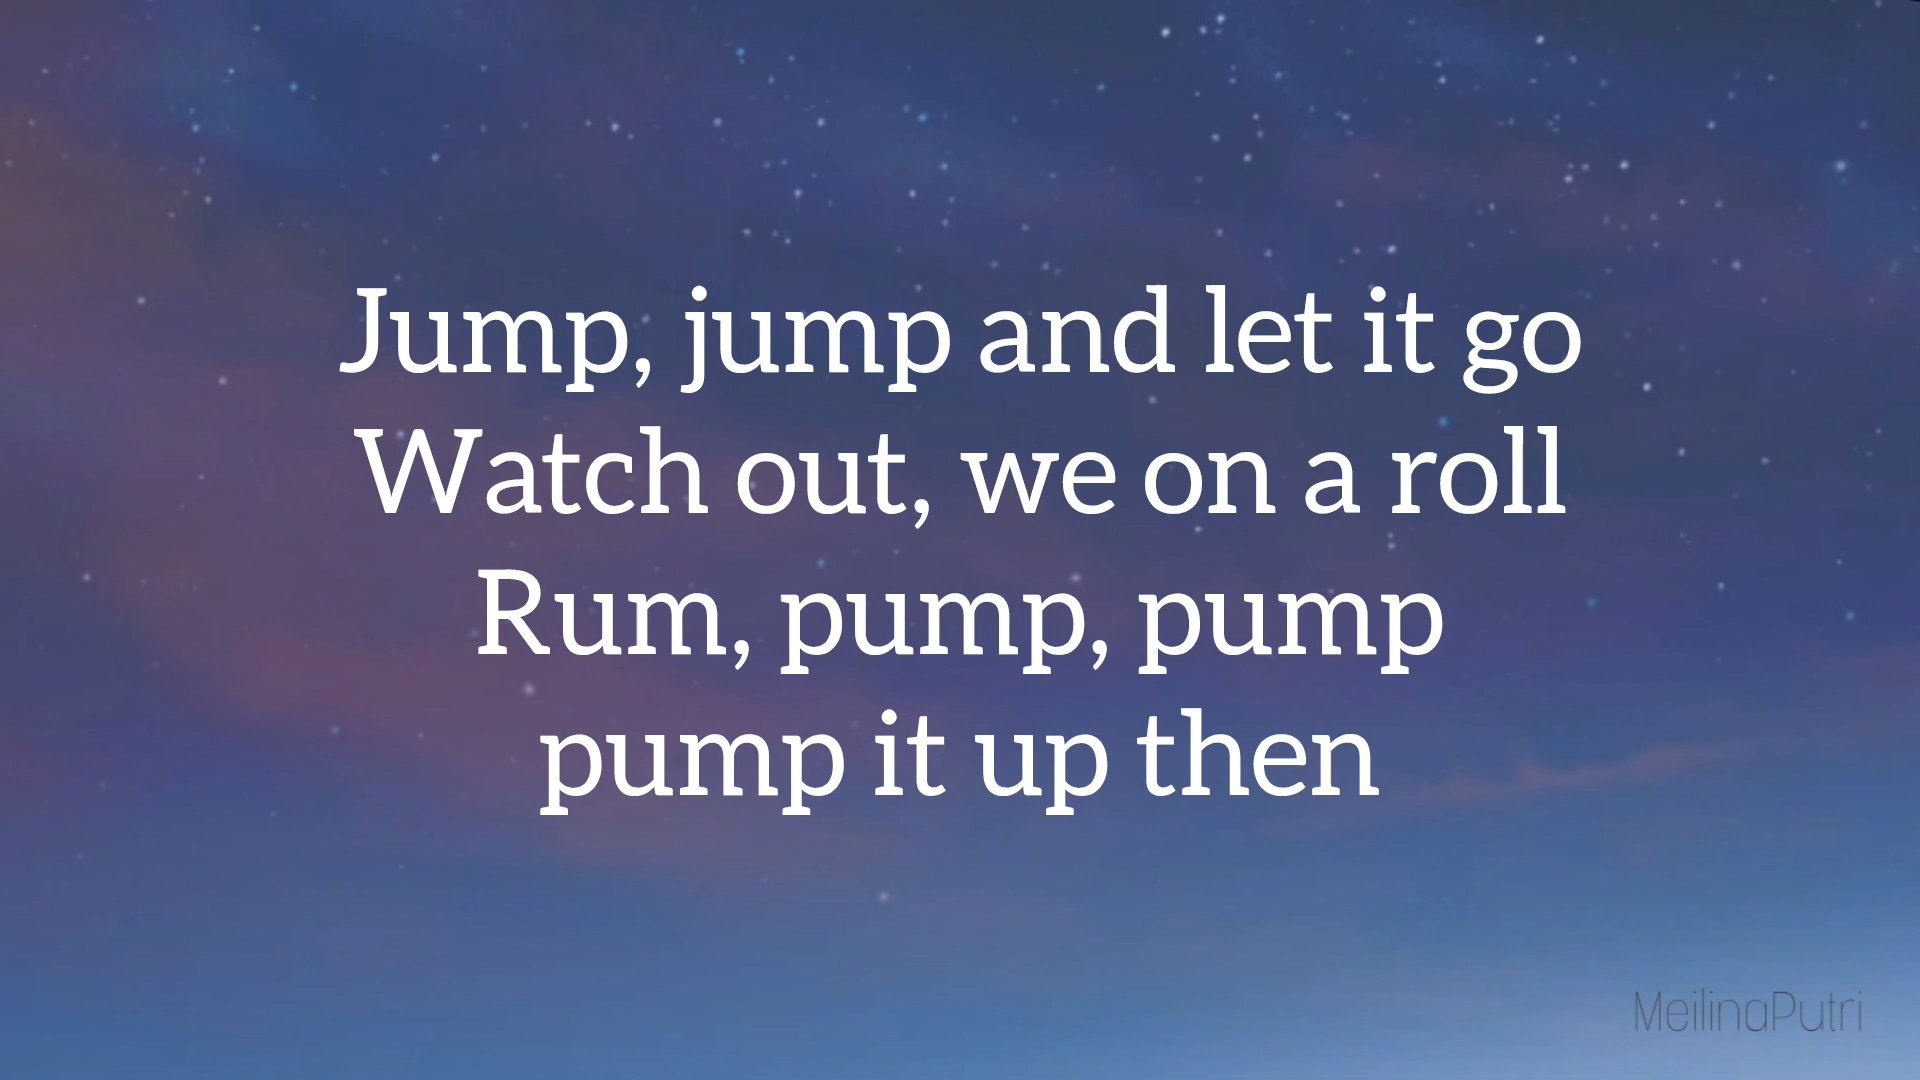 Jump, jump and let it go
Watch out, we on a roll
Rum, pump, pump
pump it up then
MeilinaPutri